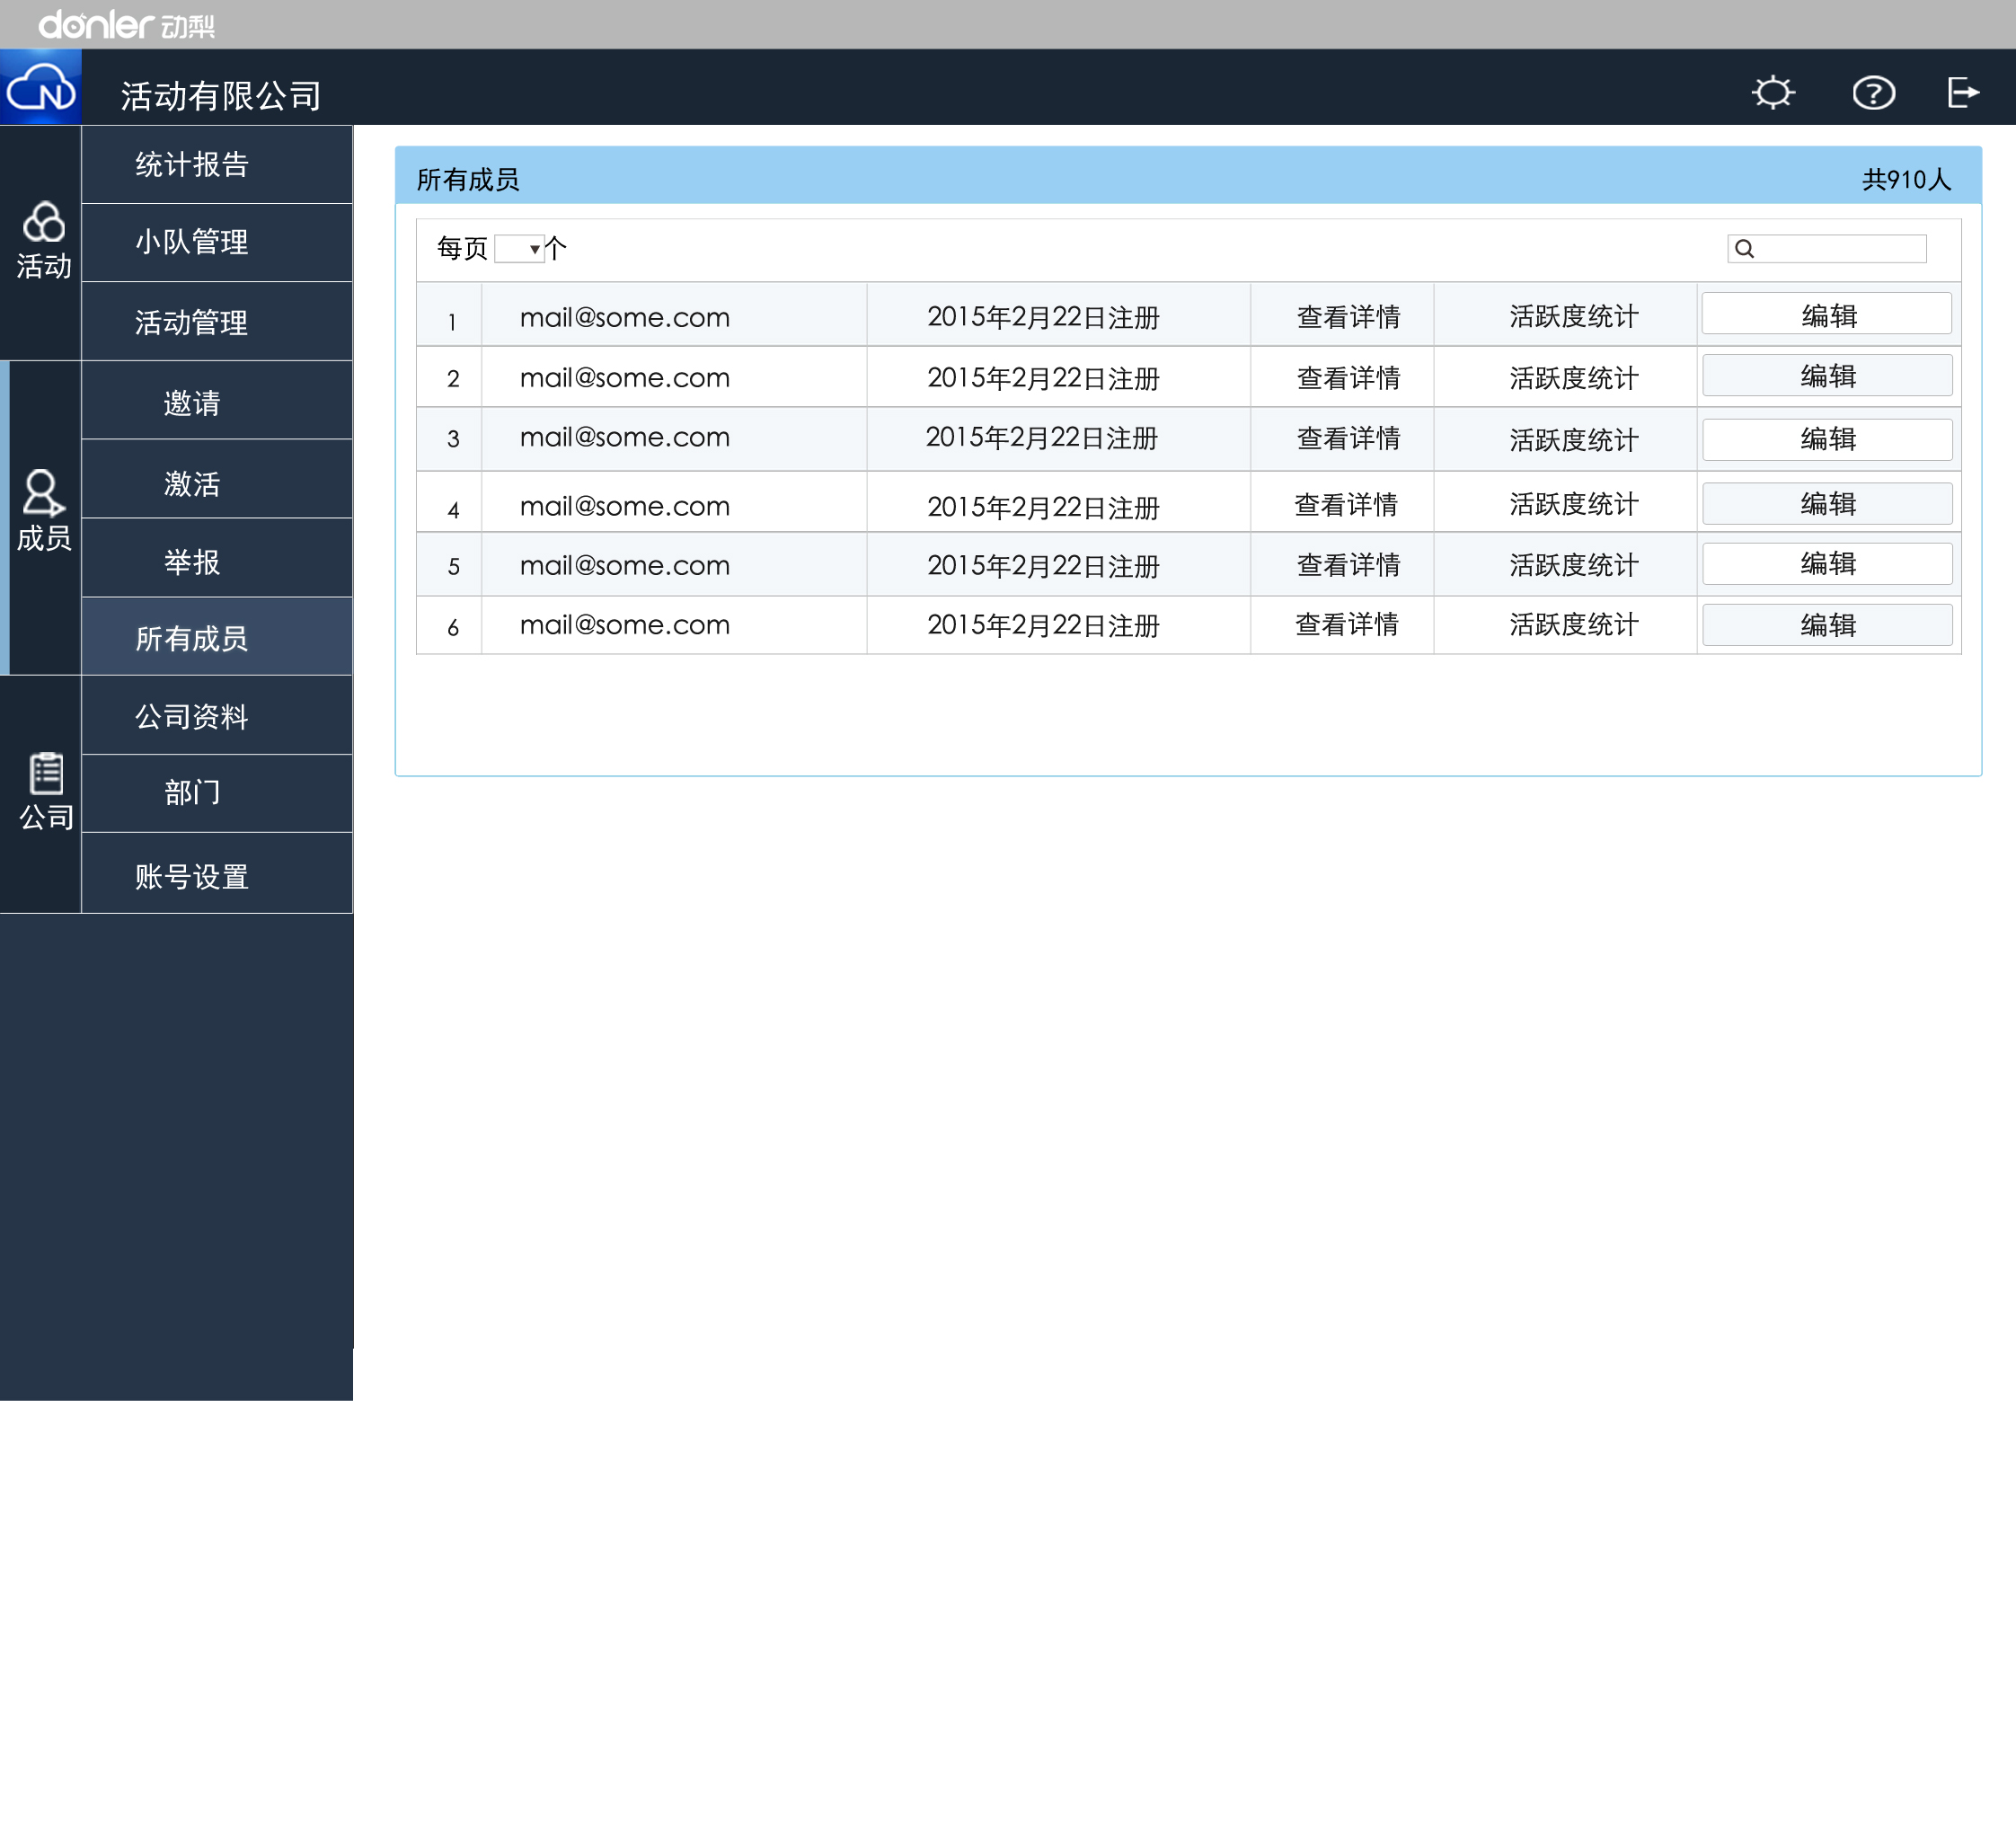 donler 动梨
活动有限公司
活动
统计报告
小队管理
活动管理
成员
邀请
激活
举报
所有成员
公司
公司资料
部门
账号设置
所有成员 共910人
每页 个
1 mail@some.com 2015年2月22日注册 查看详情 活跃度统计 编辑
2 mail@some.com 2015年2月22日注册 查看详情 活跃度统计 编辑
3 mail@some.com 2015年2月22日注册 查看详情 活跃度统计 编辑
4 mail@some.com 2015年2月22日注册 查看详情 活跃度统计 编辑
5 mail@some.com 2015年2月22日注册 查看详情 活跃度统计 编辑
6 mail@some.com 2015年2月22日注册 查看详情 活跃度统计 编辑